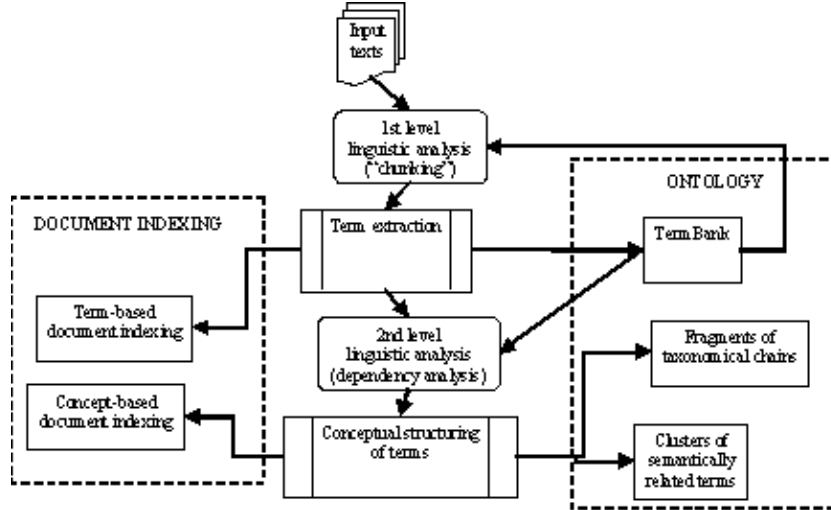 Input
texts
1st level
linguistic analysis
("chunking")
ONTOLOGY
DOCUMENT INDEXING
Term extraction
Term Bank
Term-based
document indexing
2nd level
linguistic analysis
(dependency analysis)
Fragments of
taxonomical chains
Concept-based
document indexing
Conceptual structuring
of terms
Clusters of
semantically
related terms